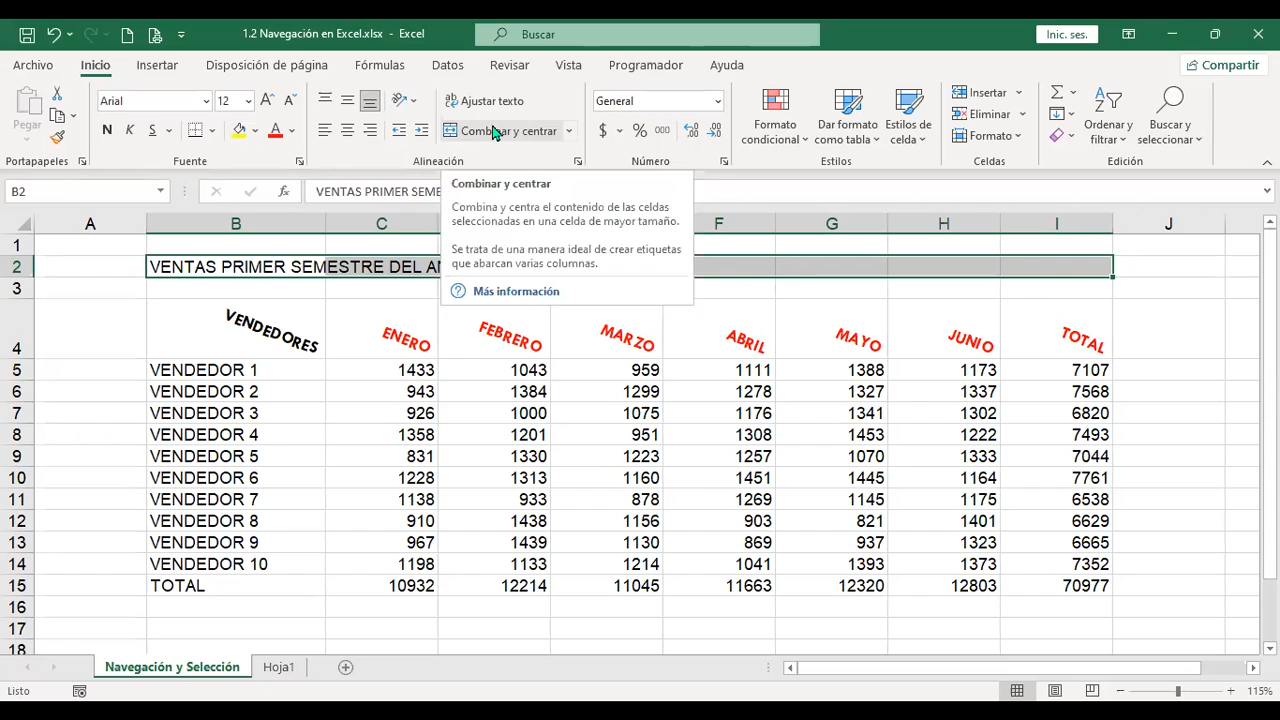 1.2 Navegación en Excel.xlsx - Excel
Buscar
Inic. ses.
Archivo Inicio Insertar Disposición de página Fórmulas Datos Revisar Vista Programador Ayuda
Compartir
Pegar
Portapapeles
Arial 12
N K S
Fuente
Ajustar texto
Combinar y centrar
Alineación
General
$ % 000
Número
Formato condicional
Dar formato como tabla
Estilos de celda
Estilos
Insertar
Eliminar
Formato
Celdas
Ordenar y filtrar
Buscar y seleccionar
Edición
B2
fx
VENTAS PRIMER SEME
Combinar y centrar
Combina y centra el contenido de las celdas
seleccionadas en una celda de mayor tamaño.
Se trata de una manera ideal de crear etiquetas
que abarcan varias columnas.
Más información
A B C F G H I J
1
2 VENTAS PRIMER SEMESTRE DEL AÑ
3
4 VENDEDORES ENERO FEBRERO MARZO ABRIL MAYO JUNIO TOTAL
5 VENDEDOR 1 1433 1043 959 1111 1388 1173 7107
6 VENDEDOR 2 943 1384 1299 1278 1327 1337 7568
7 VENDEDOR 3 926 1000 1075 1176 1341 1302 6820
8 VENDEDOR 4 1358 1201 951 1308 1453 1222 7493
9 VENDEDOR 5 831 1330 1223 1257 1070 1333 7044
10 VENDEDOR 6 1228 1313 1160 1451 1445 1164 7761
11 VENDEDOR 7 1138 933 878 1269 1145 1175 6538
12 VENDEDOR 8 910 1438 1156 903 821 1401 6629
13 VENDEDOR 9 967 1439 1130 869 937 1323 6665
14 VENDEDOR 10 1198 1133 1214 1041 1393 1373 7352
15 TOTAL 10932 12214 11045 11663 12320 12803 70977
16
17
18
Navegación y Selección Hoja1
Listo
115%